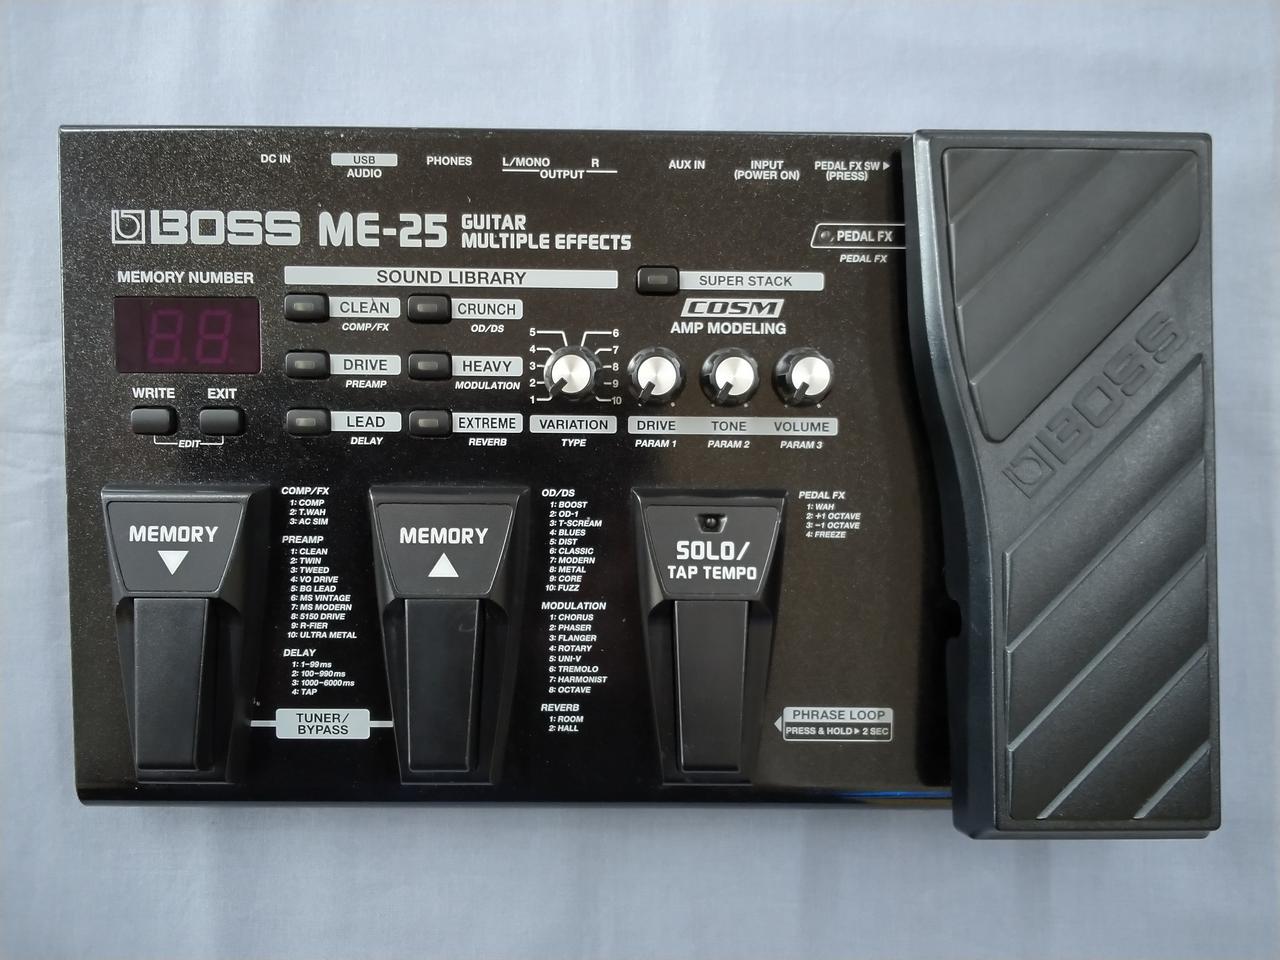 DC IN
USB
AUDIO
PHONES
L/MONO R
OUTPUT
AUX IN
INPUT
(POWER ON)
PEDAL FX SW ▶
(PRESS)
BOSS ME-25 GUITAR
MULTIPLE EFFECTS
PEDAL FX
PEDAL FX
MEMORY NUMBER
8.8.
WRITE EXIT
EDIT
SOUND LIBRARY
CLEAN
COMP/FX
CRUNCH
OD/DS
DRIVE
PREAMP
HEAVY
MODULATION
LEAD
DELAY
EXTREME
REVERB
5 6
4 7
3 8
2 9
1 10
VARIATION
TYPE
SUPER STACK
COSM
AMP MODELING
DRIVE TONE VOLUME
PARAM 1 PARAM 2 PARAM 3
BOSS
MEMORY
▼
COMP/FX
1: COMP
2: T.WAH
3: AC SIM
PREAMP
1: CLEAN
2: TWIN
3: TWEED
4: VO DRIVE
5: BG LEAD
6: MS VINTAGE
7: MS MODERN
8: 5150 DRIVE
9: R-FIER
10: ULTRA METAL
DELAY
1: 1-99ms
2: 100-990ms
3: 1000-6000ms
4: TAP
TUNER/
BYPASS
MEMORY
▲
OD/DS
1: BOOST
2: OD-1
3: T-SCREAM
4: BLUES
5: DIST
6: CLASSIC
7: MODERN
8: METAL
9: CORE
10: FUZZ
MODULATION
1: CHORUS
2: PHASER
3: FLANGER
4: ROTARY
5: UNI-V
6: TREMOLO
7: HARMONIST
8: OCTAVE
REVERB
1: ROOM
2: HALL
SOLO/
TAP TEMPO
PEDAL FX
1: WAH
2: +1 OCTAVE
3: -1 OCTAVE
4: FREEZE
PHRASE LOOP
PRESS & HOLD ▶ 2 SEC